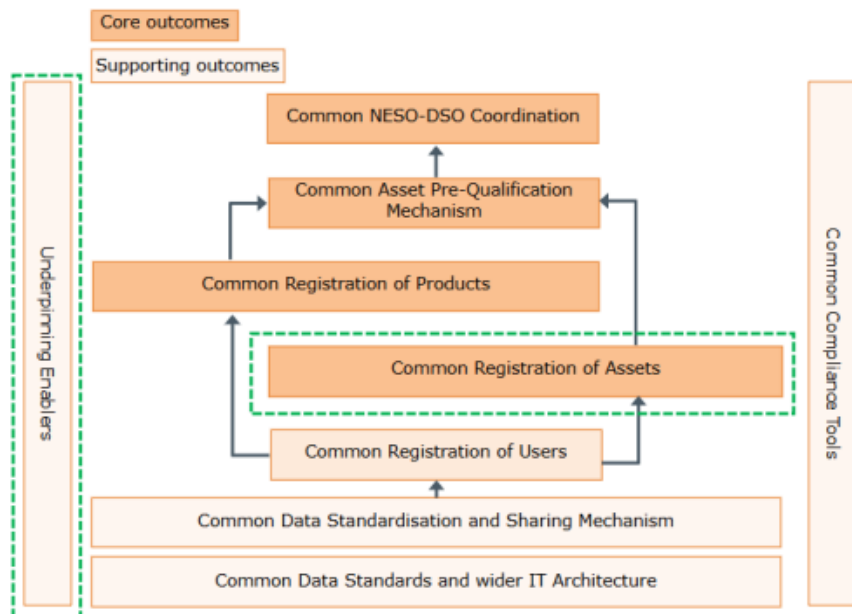 Core outcomes
Supporting outcomes
Underpinning Enablers
Common NESO-DSO Coordination
Common Asset Pre-Qualification
Mechanism
Common Registration of Products
Common Registration of Assets
Common Registration of Users
Common Data Standardisation and Sharing Mechanism
Common Data Standards and wider IT Architecture
Common Compliance Tools